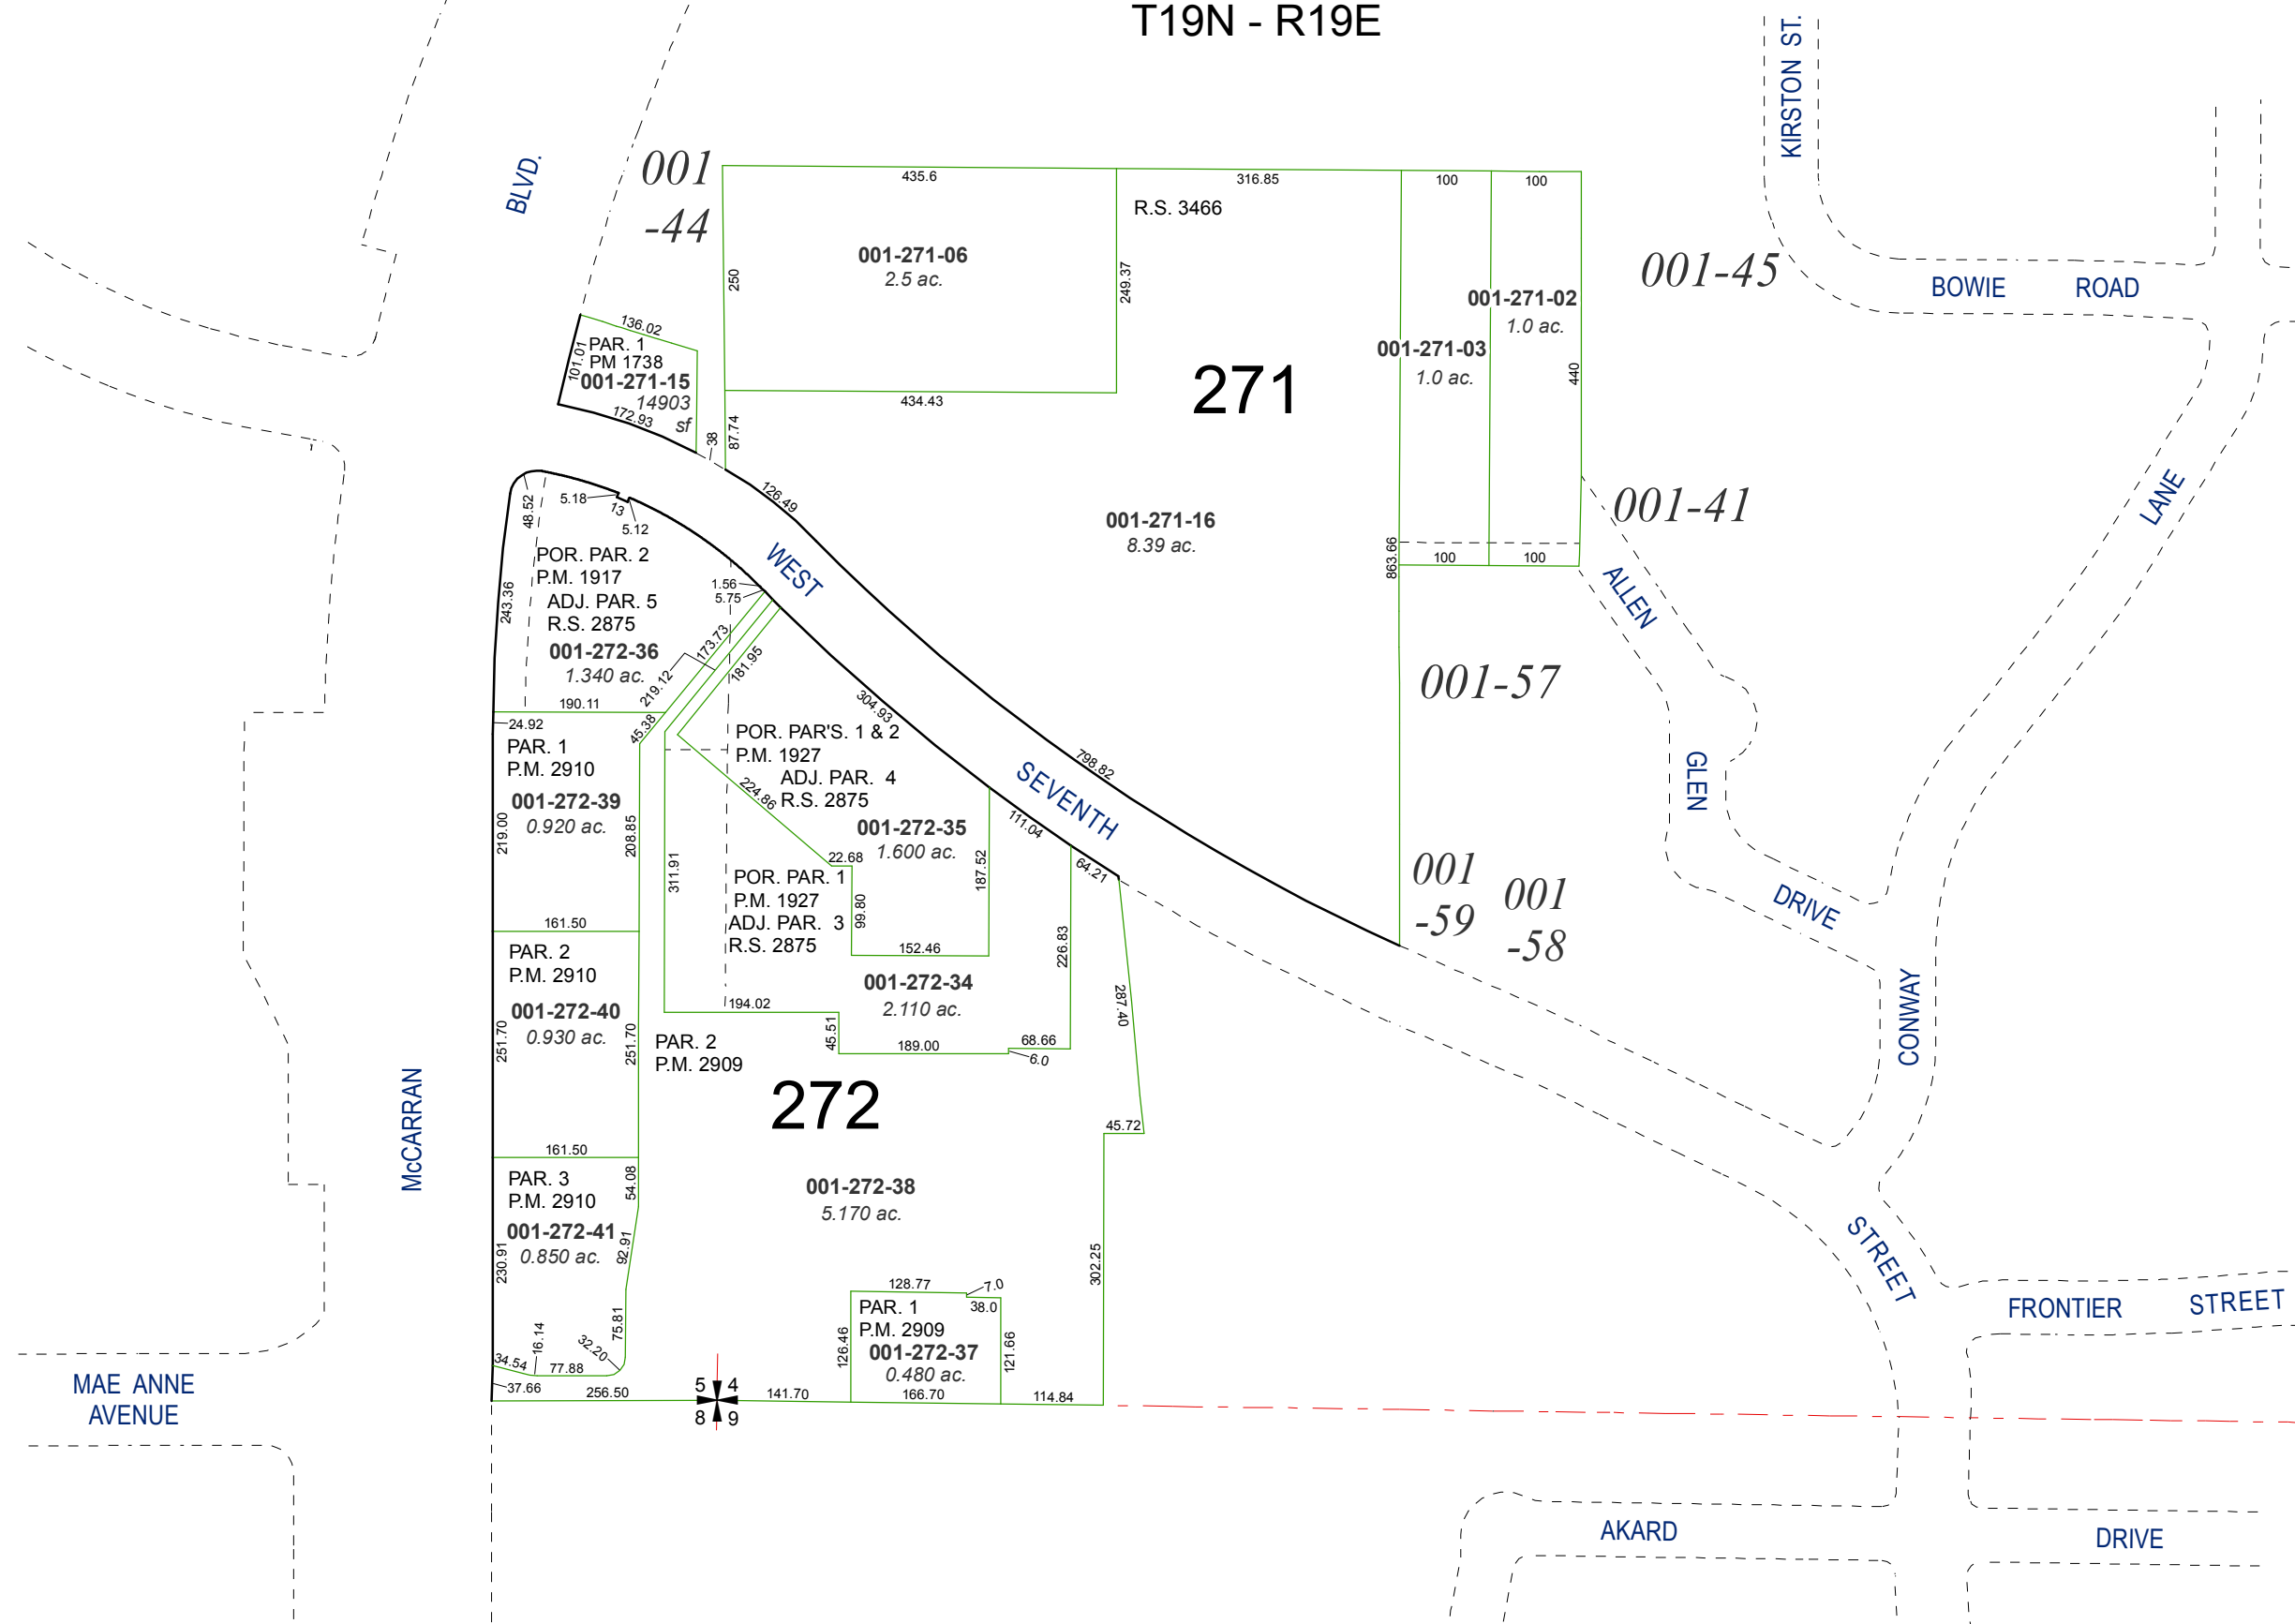 T19N - R19E
KIRSTON ST.
BLVD.
001
-44
435.6
316.85
100
100
R.S. 3466
001-271-06
2.5 ac.
250
249.37
001-45
BOWIE ROAD
001-271-02
1.0 ac.
001-271-03
1.0 ac.
440
136.02
101.01
PAR. 1
PM 1738
001-271-15
14903
sf
172.93
38
87.74
434.43
271
126.49
001-271-16
8.39 ac.
863.66
100
100
001-41
LANE
ALLEN
48.52
5.18
13
5.12
POR. PAR. 2
P.M. 1917
ADJ. PAR. 5
R.S. 2875
001-272-36
1.340 ac.
243.36
WEST
1.56
5.75
173.73
219.12
181.95
190.11
24.92
45.38
304.93
001-57
GLEN
PAR. 1
P.M. 2910
001-272-39
0.920 ac.
219.00
208.85
POR. PAR'S. 1 & 2
P.M. 1927
ADJ. PAR. 4
R.S. 2875
224.86
001-272-35
1.600 ac.
798.82
SEVENTH
111.04
64.21
22.68
99.80
187.52
152.46
311.91
POR. PAR. 1
P.M. 1927
ADJ. PAR. 3
R.S. 2875
001
-59
001
-58
DRIVE
161.50
PAR. 2
P.M. 2910
001-272-40
0.930 ac.
251.70
251.70
226.83
001-272-34
2.110 ac.
287.40
194.02
45.51
189.00
68.66
6.0
CONWAY
PAR. 2
P.M. 2909
272
McCARRAN
45.72
161.50
PAR. 3
P.M. 2910
001-272-41
0.850 ac.
54.08
92.91
230.91
75.81
001-272-38
5.170 ac.
302.25
STREET
FRONTIER STREET
128.77
7.0
38.0
PAR. 1
P.M. 2909
001-272-37
0.480 ac.
126.46
121.66
34.54
16.14
77.88
32.20
37.66
256.50
5 4
8 9
141.70
166.70
114.84
MAE ANNE
AVENUE
AKARD DRIVE